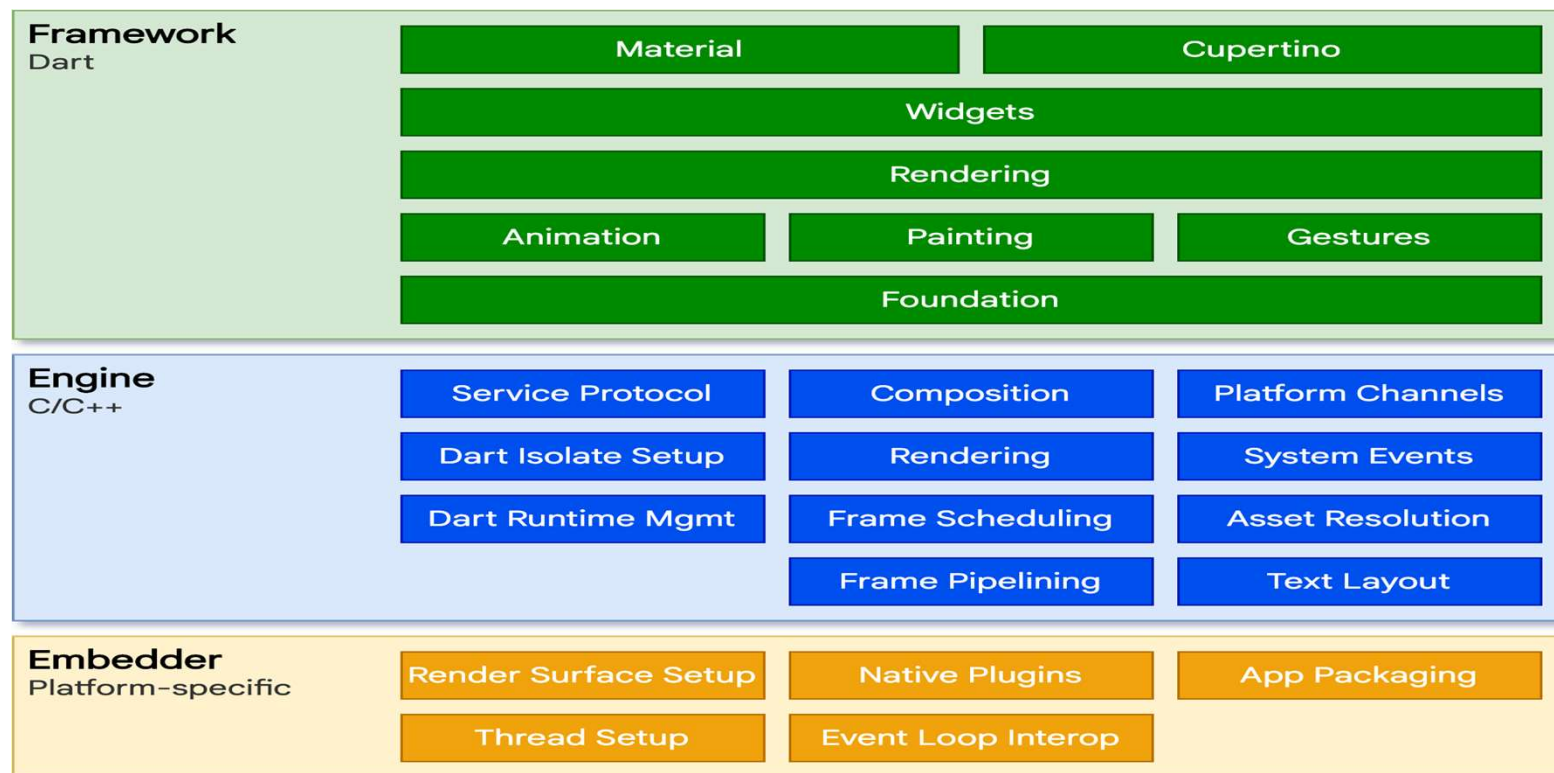 Framework
Dart
Material
Cupertino
Widgets
Rendering
Animation
Painting
Gestures
Foundation
Engine
C/C++
Service Protocol
Composition
Platform Channels
Dart Isolate Setup
Rendering
System Events
Dart Runtime Mgmt
Frame Scheduling
Asset Resolution
Frame Pipelining
Text Layout
Embedder
Platform-specific
Render Surface Setup
Native Plugins
App Packaging
Thread Setup
Event Loop Interop